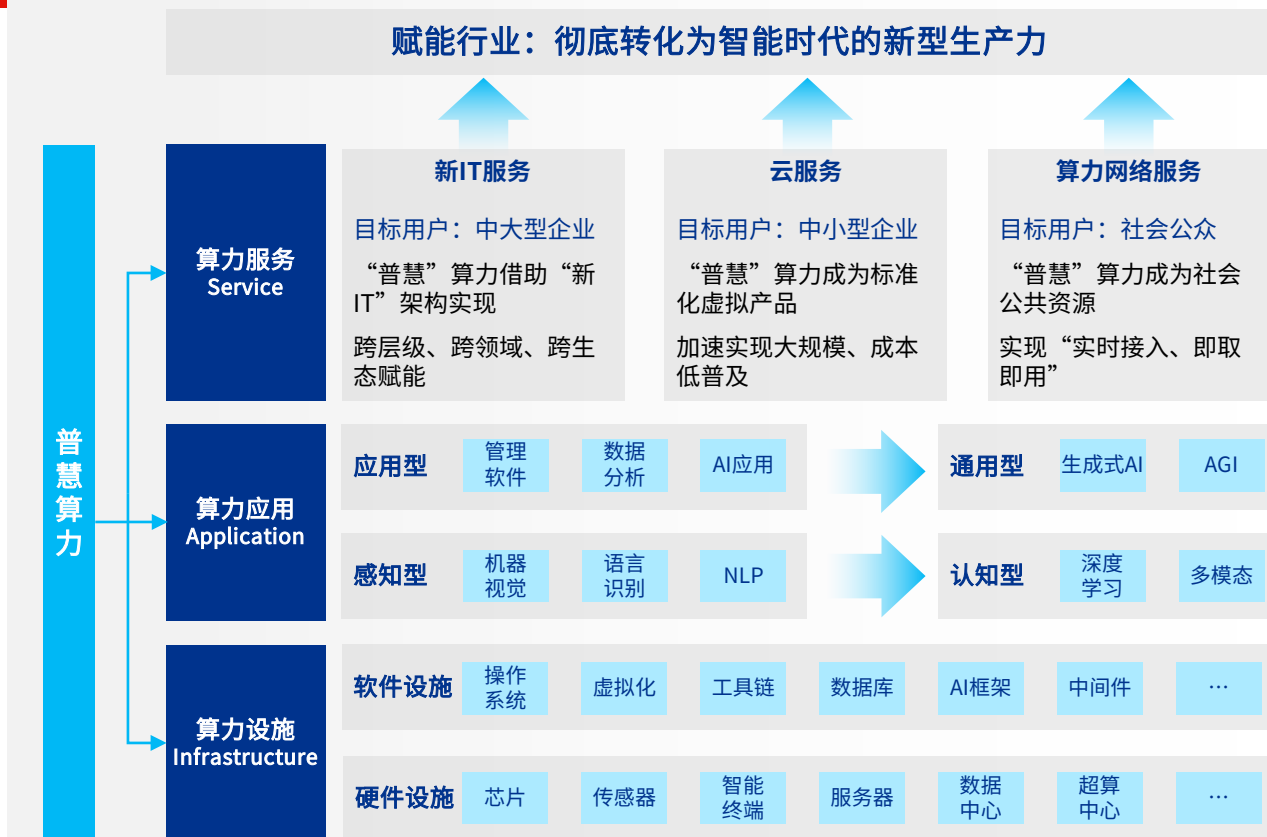 赋能行业：彻底转化为智能时代的新型生产力
普
慧
算
力
算力服务
Service
新IT服务
目标用户：中大型企业
“普慧”算力借助“新
IT”架构实现
跨层级、跨领域、跨生
态赋能
云服务
目标用户：中小型企业
“普慧”算力成为标准
化虚拟产品
加速实现大规模、成本
低普及
算力网络服务
目标用户：社会公众
“普慧”算力成为社会
公共资源
实现“实时接入、即取
即用”
算力应用
Application
应用型
管理
软件
数据
分析
AI应用
通用型
生成式AI
AGI
感知型
机器
视觉
语言
识别
NLP
认知型
深度
学习
多模态
算力设施
Infrastructure
软件设施
操作
系统
虚拟化
工具链
数据库
AI框架
中间件
…
硬件设施
芯片
传感器
智能
终端
服务器
数据
中心
超算
中心
…